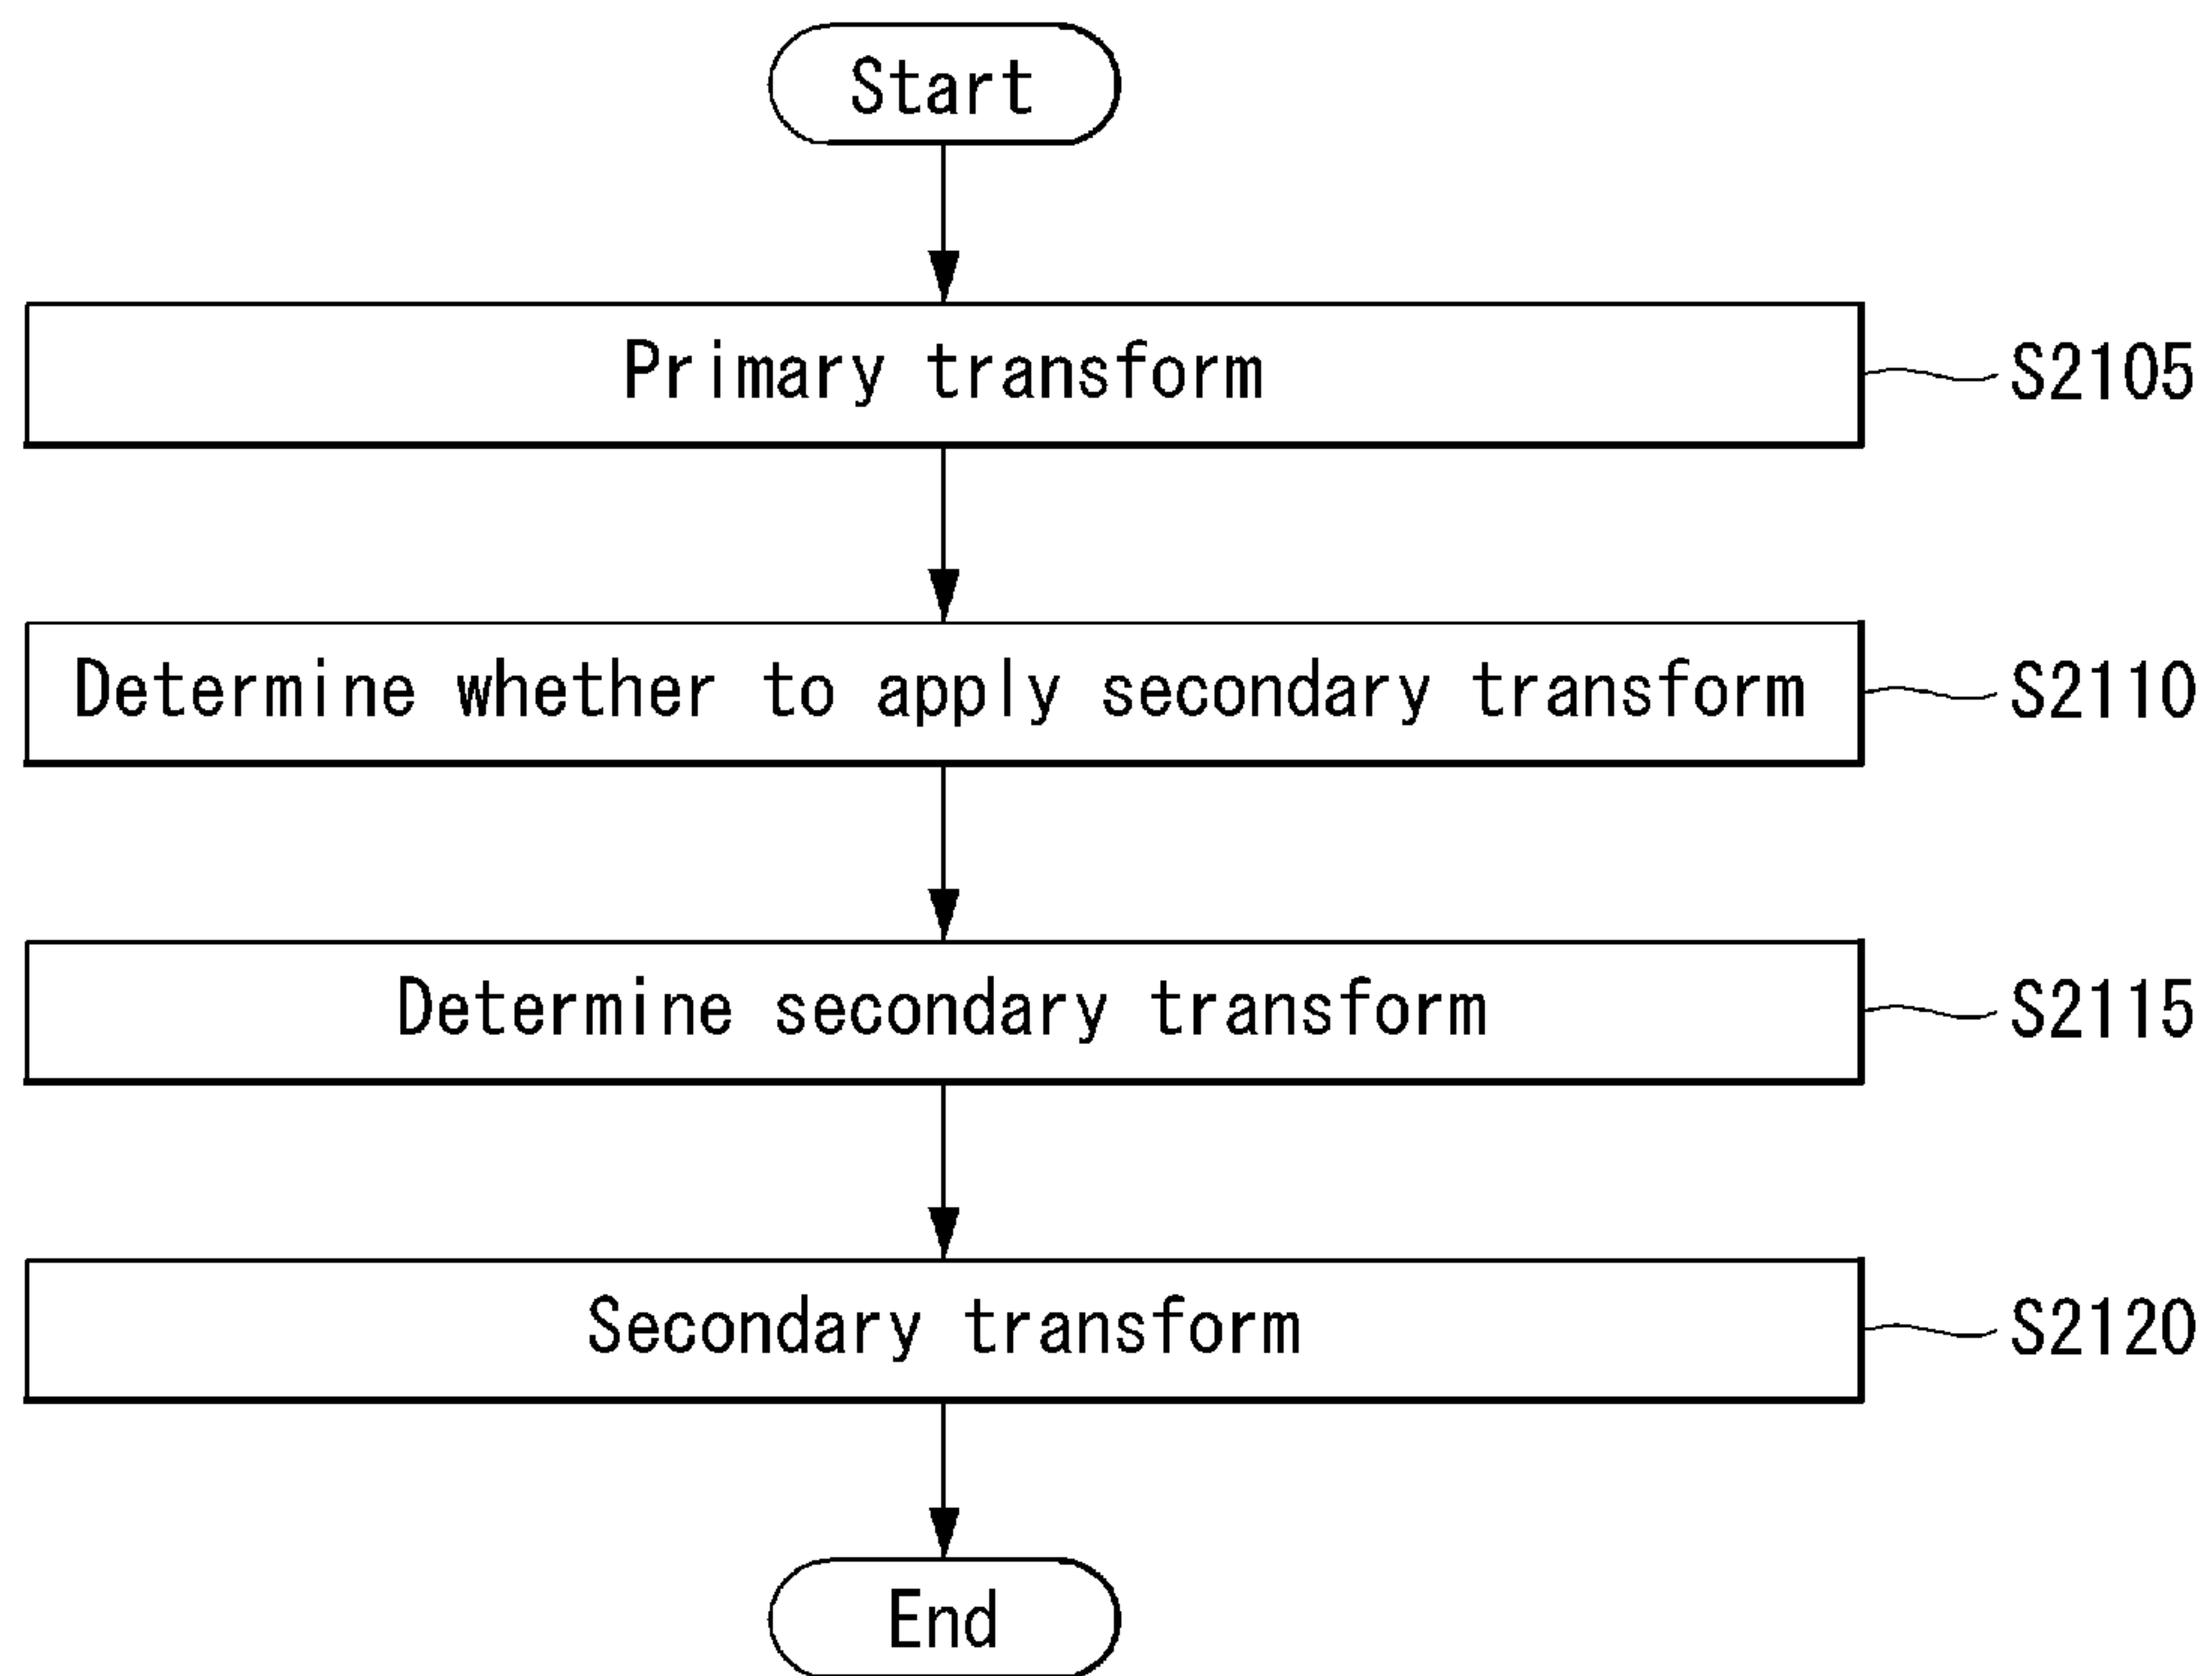 Start
Primary transform
S2105
Determine whether to apply secondary transform
S2110
Determine secondary transform
S2115
Secondary transform
S2120
End